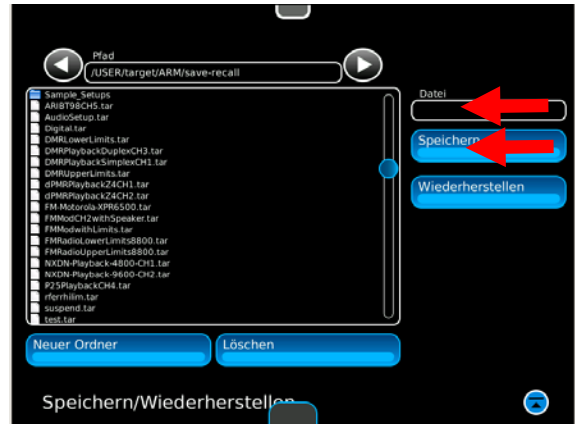 Pfad
/USER/target/ARM/save-recall
Sample_Setups
ARIBT98CH5.tar
AudioSetup.tar
Digital.tar
DMRLowerLimits.tar
DMRPlaybackDuplexCH3.tar
DMRPlaybackSimplexCH1.tar
DMRUpperLimits.tar
dPMRPlaybackZ4CH1.tar
dPMRPlaybackZ4CH2.tar
FM-Motorola-XPR6500.tar
FMModCH2withSpeaker.tar
FMModwithLimits.tar
FMRadioLowerLimits8800.tar
FMRadioUpperLimits8800.tar
NXDN-Playback-4800-CH1.tar
NXDN-Playback-9600-CH2.tar
P25PlaybackCH4.tar
rferrhilim.tar
suspend.tar
test.tar
Datei
Speichern
Wiederherstellen
Neuer Ordner
Löschen
Speichern/Wiederherstellen